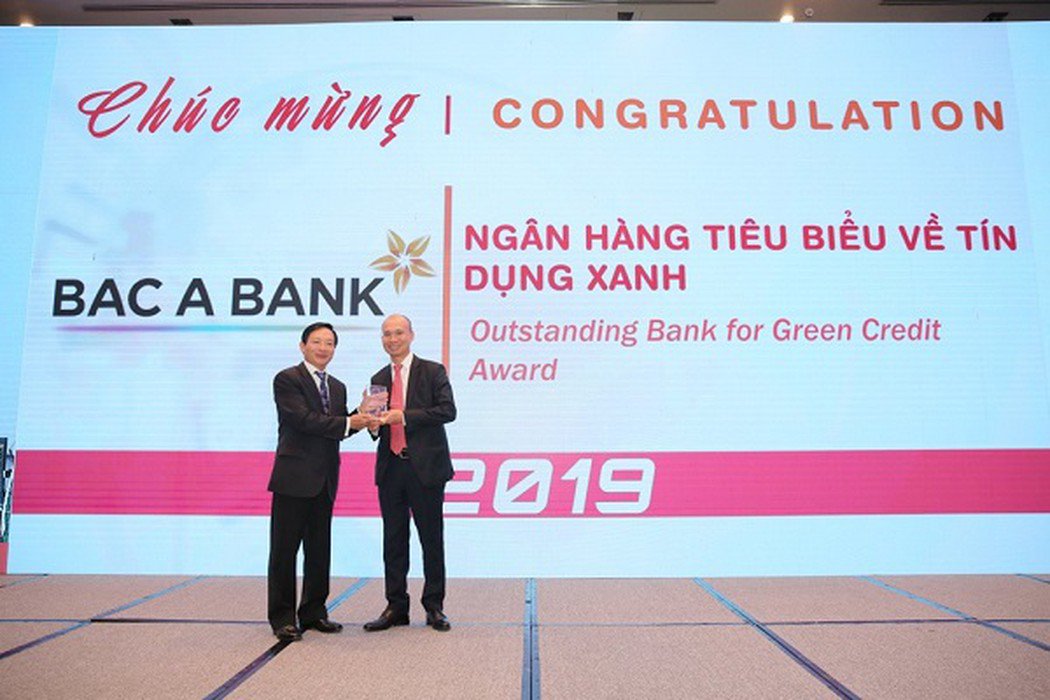 Chúc mừng | CONGRATULATION
BAC A BANK
NGÂN HÀNG TIÊU BIỂU VỀ TÍN
DỤNG XANH
Outstanding Bank for Green Credit
Award
2019